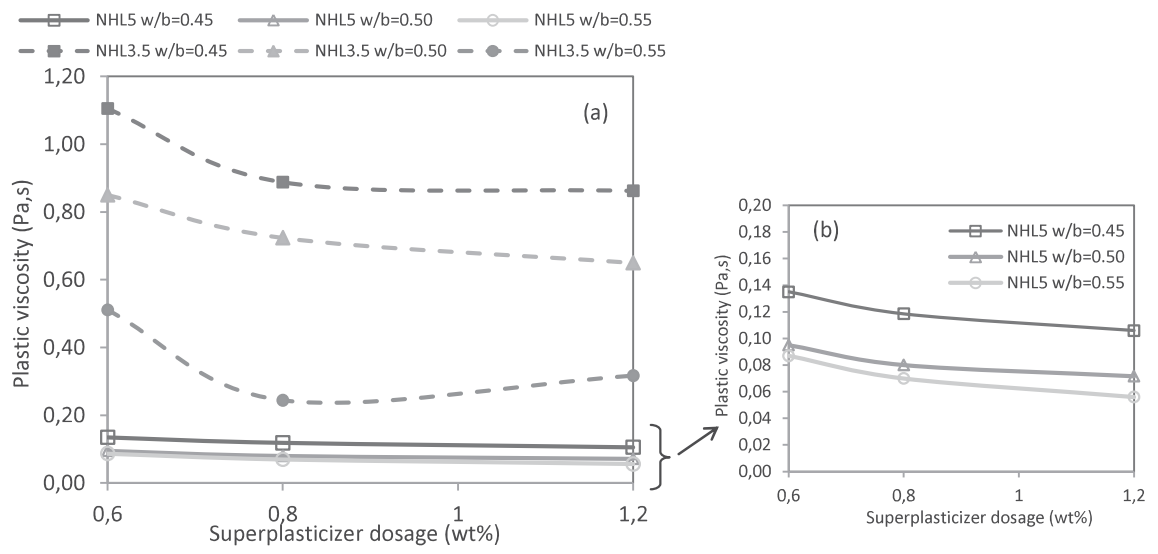 NHL5 w/b=0.45 NHL5 w/b=0.50 NHL5 w/b=0.55
NHL3.5 w/b=0.45 NHL3.5 w/b=0.50 NHL3.5 w/b=0.55
Plastic viscosity (Pa,s)
1,20
1,00
0,80
0,60
0,40
0,20
0,00
(a)
0,6 0,8 1 1,2
Superplasticizer dosage (wt%)
Plastic viscosity (Pa,s)
0,20
0,18
0,16
0,14
0,12
0,10
0,08
0,06
0,04
0,02
0,00
(b)
NHL5 w/b=0.45
NHL5 w/b=0.50
NHL5 w/b=0.55
0,6 0,8 1 1,2
Superplasticizer dosage (wt%)